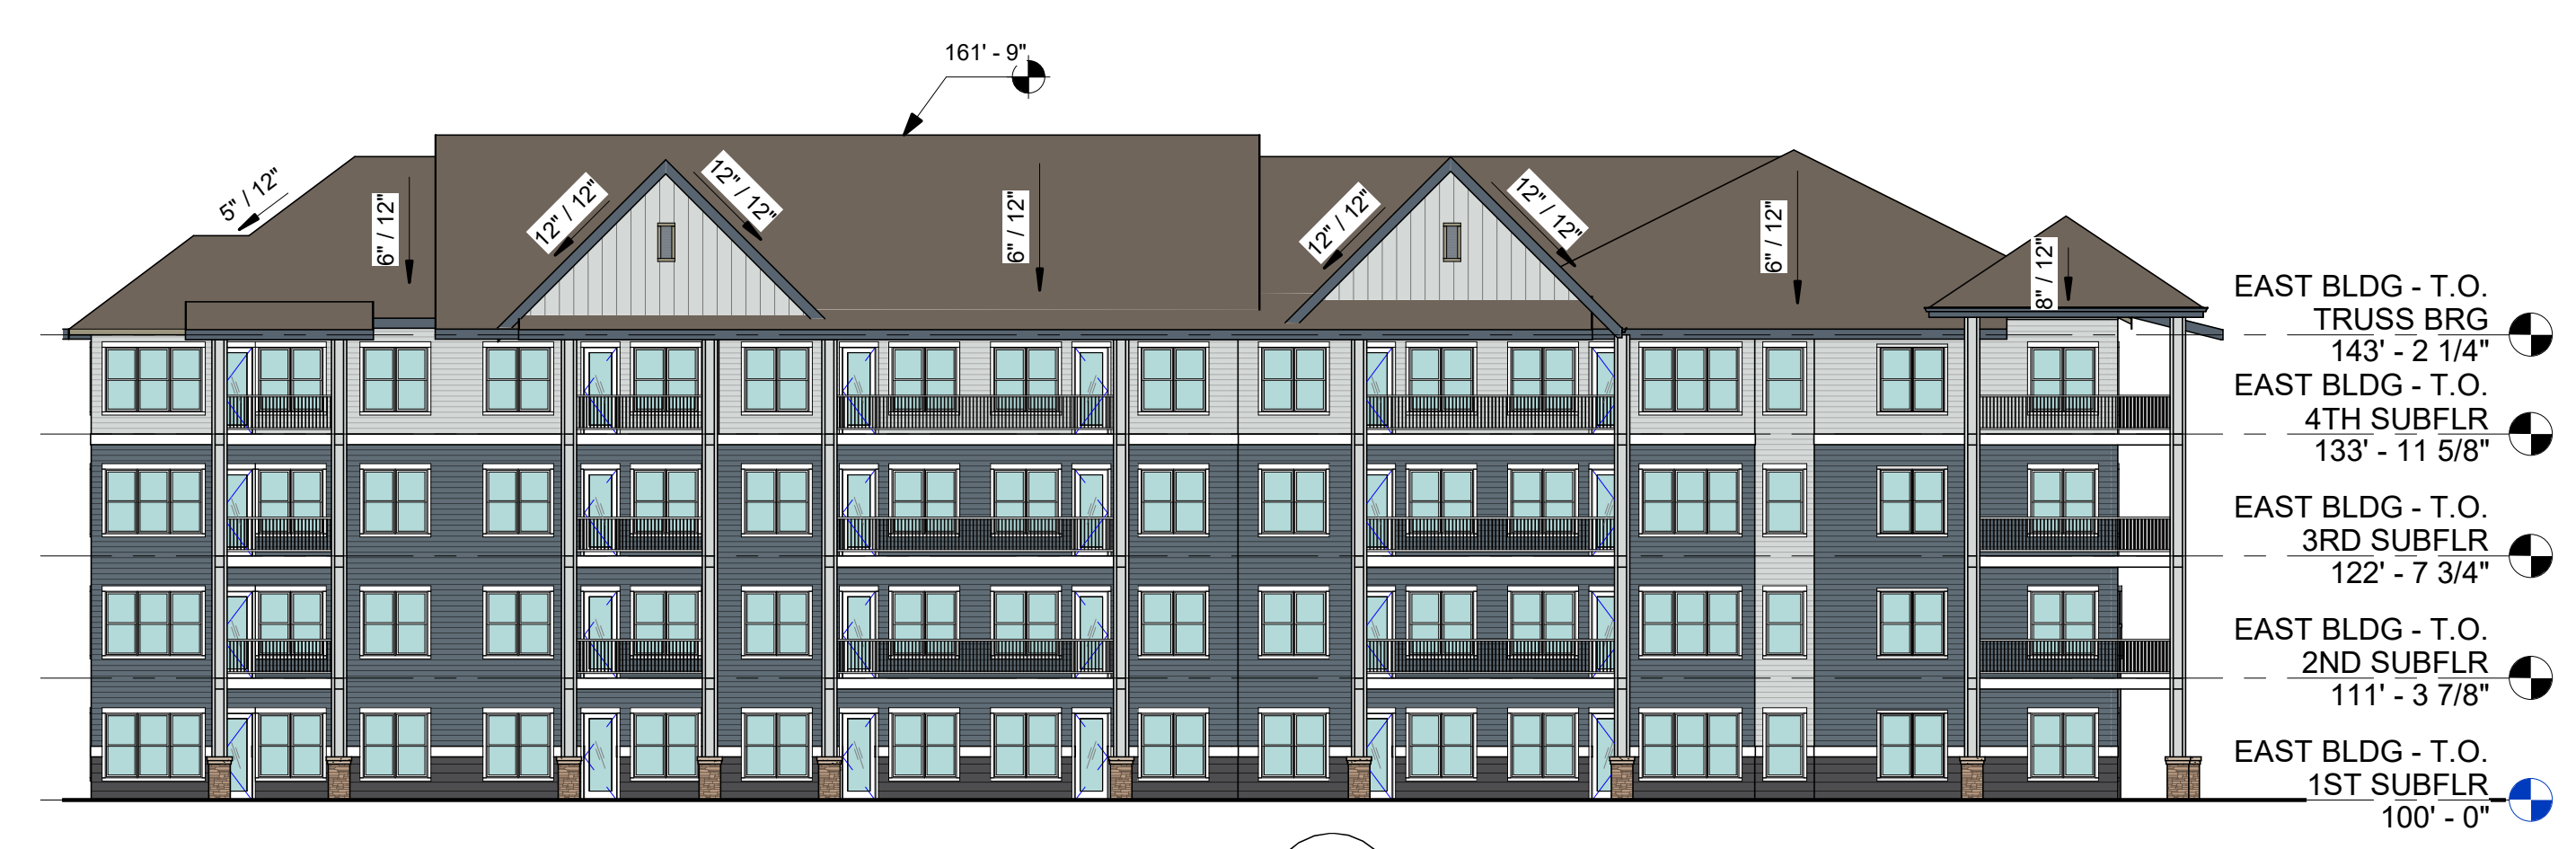 161' - 9"
5" / 12"
6" / 12"
12" / 12"
12" / 12"
6" / 12"
12" / 12"
12" / 12"
6" / 12"
8" / 12"
EAST BLDG - T.O.
TRUSS BRG
143' - 2 1/4"
EAST BLDG - T.O.
4TH SUBFLR
133' - 11 5/8"
EAST BLDG - T.O.
3RD SUBFLR
122' - 7 3/4"
EAST BLDG - T.O.
2ND SUBFLR
111' - 3 7/8"
EAST BLDG - T.O.
1ST SUBFLR
100' - 0"